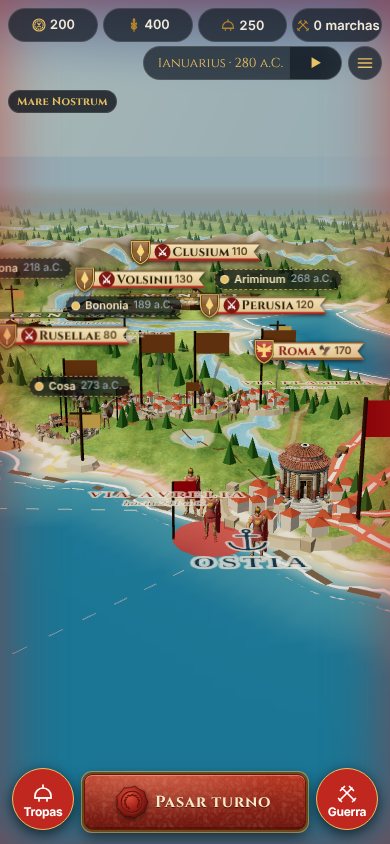 200
400
250
0 marchas
IANUARIUS · 280 A.C.
MARE NOSTRUM
CLUSIUM 110
ona 218 a.C.
VOLSINII 130
Ariminum 268 a.C.
Bononia 189 a.C.
PERUSIA 120
RUSELLAE 80
ROMA 170
Cosa 273 a.C.
VIA AVRELIA
OSTIA
Tropas
PASAR TURNO
Guerra